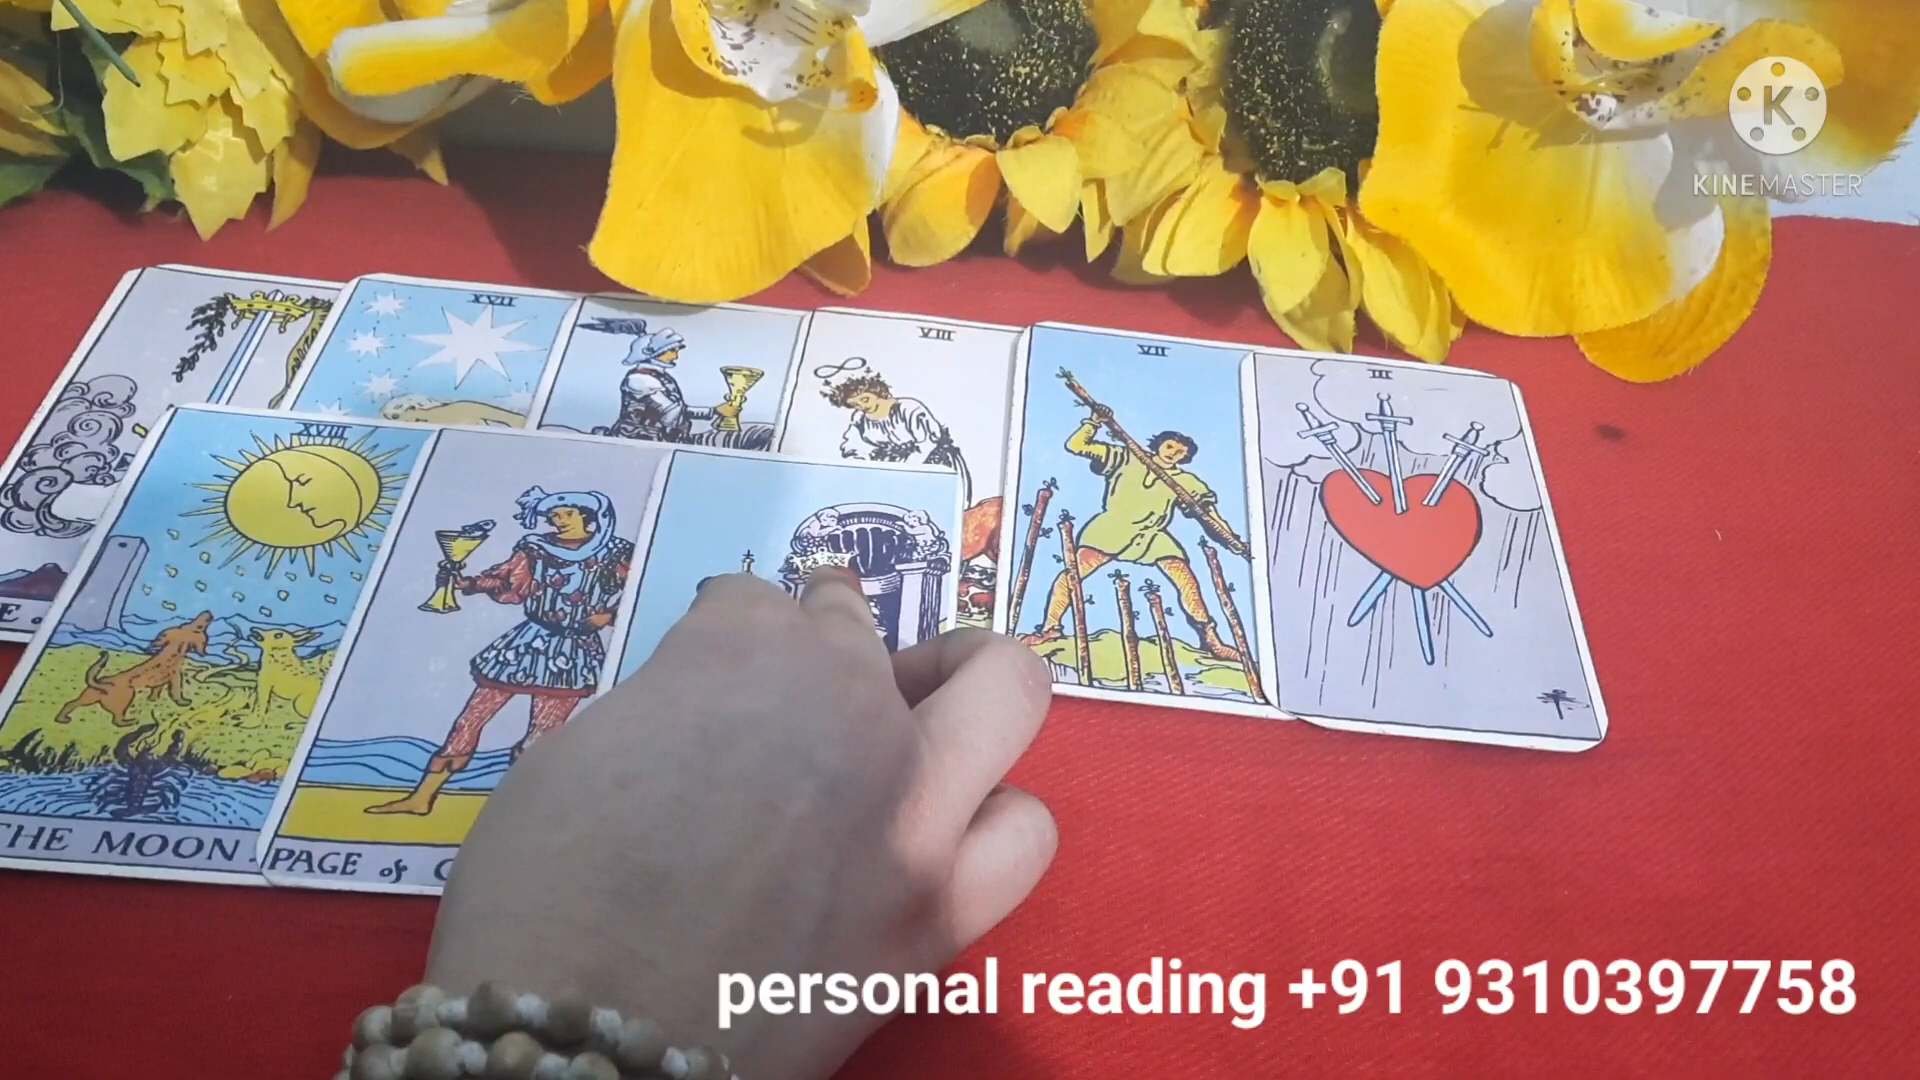 K
KINEMASTER
XVII
VIII
VII
III
XVIII
THE MOON.
PAGE of C
personal reading +91 9310397758